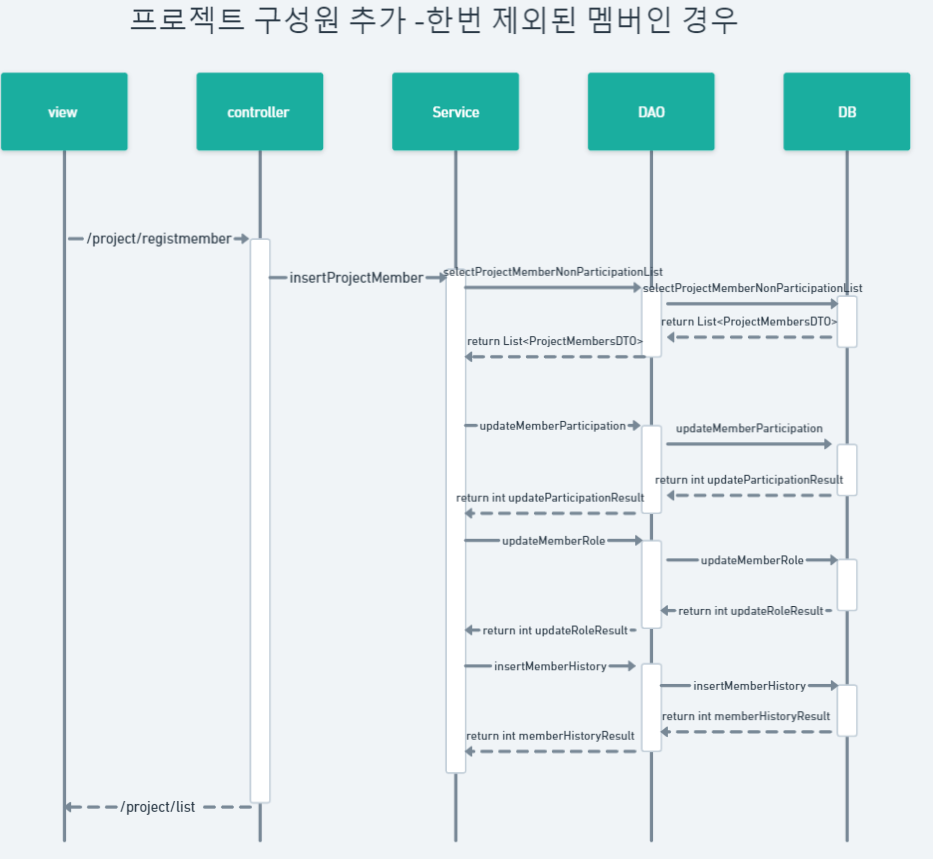 프로젝트 구성원 추가 -한번 제외된 멤버인 경우
view
controller
Service
DAO
DB
/project/registmember
insertProjectMember
selectProjectMemberNonParticipationList
selectProjectMemberNonParticipationList
return List<ProjectMembersDTO>
return List<ProjectMembersDTO>
updateMemberParticipation
updateMemberParticipation
return int updateParticipationResult
return int updateParticipationResult
updateMemberRole
updateMemberRole
return int updateRoleResult
return int updateRoleResult
insertMemberHistory
insertMemberHistory
return int memberHistoryResult
return int memberHistoryResult
/project/list